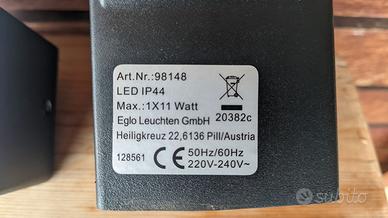 Art.Nr.:98148
LED IP44
Max.: 1X11 Watt
Eglo Leuchten GmbH
20382c
Heiligkreuz 22,6136 Pill/Austria
128561
CE
50Hz/60Hz
220V-240V~
subito